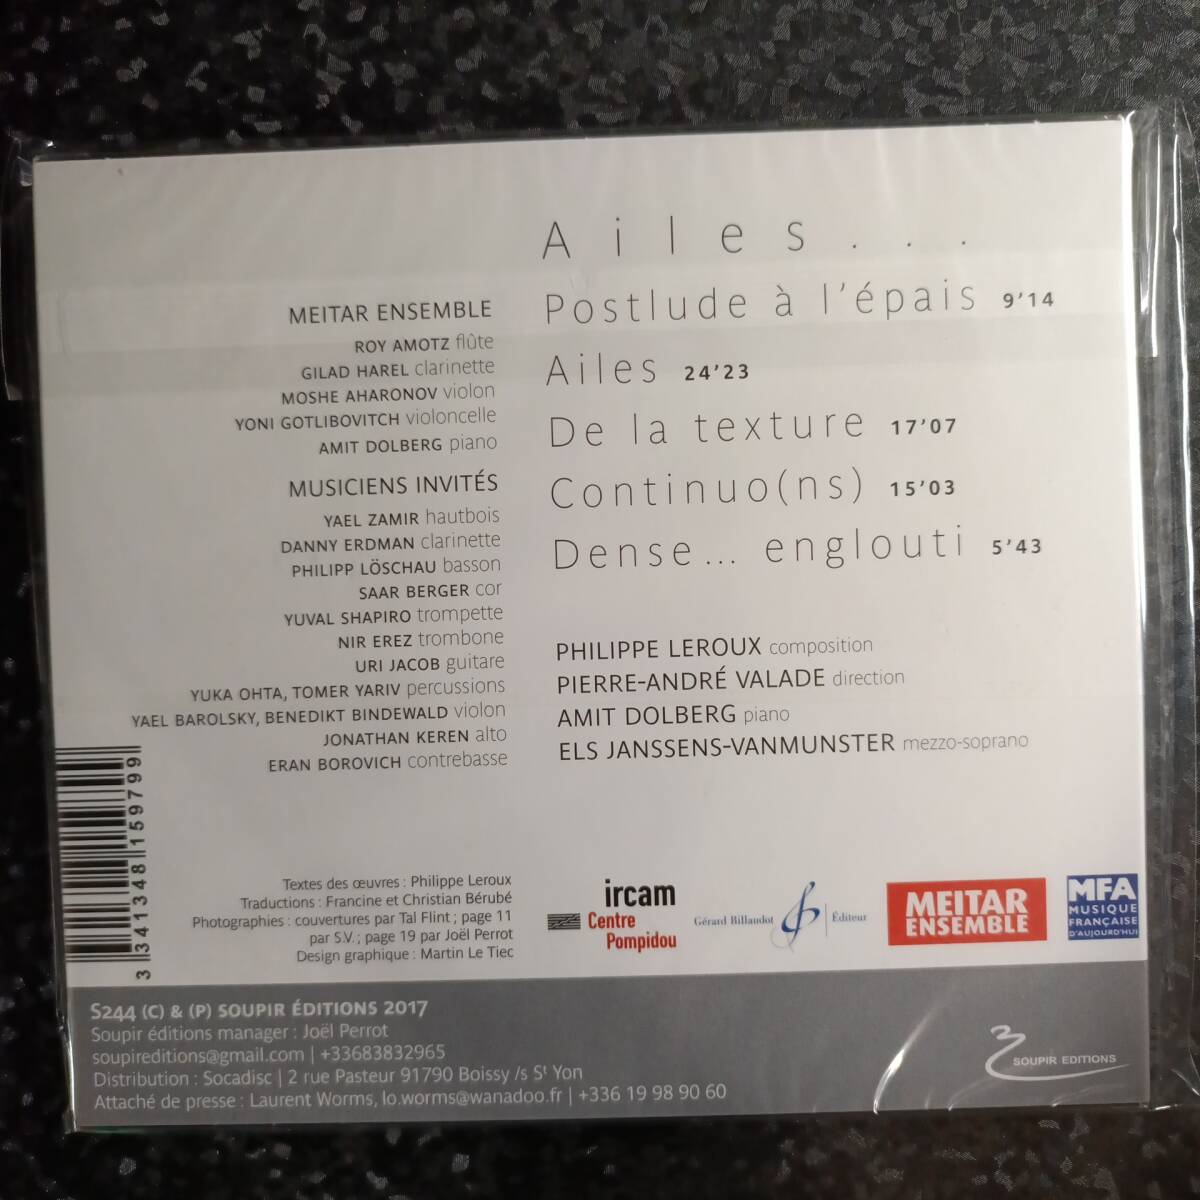 Ailes...
Postlude à l'épais 9'14
Ailes 24'23
De la texture 17'07
Continuo(ns) 15'03
Dense... englouti 5'43
PHILIPPE LEROUX composition
PIERRE-ANDRÉ VALADE direction
AMIT DOLBERG piano
ELS JANSSENS-VANMUNSTER mezzo-soprano
MEITAR ENSEMBLE
ROY AMOTZ flûte
GILAD HAREL clarinette
MOSHE AHARONOV violon
YONI GOTLIBOVITCH violoncelle
AMIT DOLBERG piano
MUSICIENS INVITÉS
YAEL ZAMIR hautbois
DANNY ERDMAN clarinette
PHILIPP LÖSCHAU basson
SAAR BERGER cor
YUVAL SHAPIRO trompette
NIR EREZ trombone
URI JACOB guitare
YUKA OHTA, TOMER YARIV percussions
YAEL BAROLSKY, BENEDIKT BINDEWALD violon
JONATHAN KEREN alto
ERAN BOROVICH contrebasse
3 341348 159799
Textes des œuvres : Philippe Leroux
Traductions : Francine et Christian Bérubé
Photographies : couvertures par Tal Flint ; page 11
par S.V. ; page 19 par Joël Perrot
Design graphique : Martin Le Tiec
ircam
Centre
Pompidou
Gérard Billaudot Éditeur
MEITAR
ENSEMBLE
MFA
MUSIQUE
FRANÇAISE
D'AUJOURD'HUI
S244 (C) & (P) SOUPIR ÉDITIONS 2017
Soupir éditions manager : Joël Perrot
soupireditions@gmail.com | +33683832965
Distribution : Socadisc | 2 rue Pasteur 91790 Boissy /s St Yon
Attaché de presse : Laurent Worms, lo.worms@wanadoo.fr | +336 19 98 90 60
SOUPIR EDITIONS